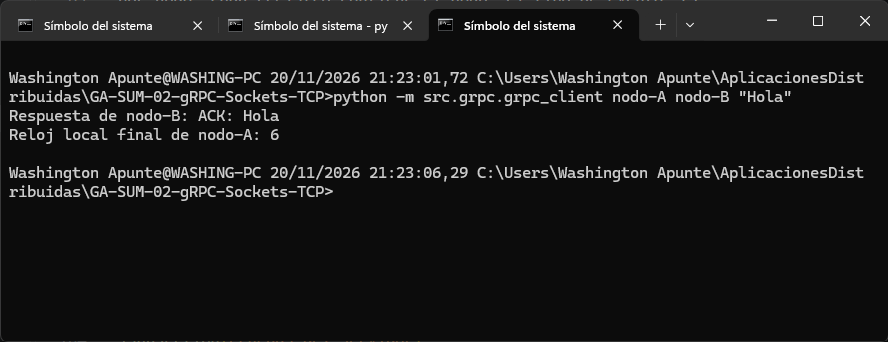 Símbolo del sistema
Símbolo del sistema - py
Símbolo del sistema
Washington Apunte@WASHING-PC 20/11/2026 21:23:01,72 C:\Users\Washington Apunte\AplicacionesDist
ribuidas\GA-SUM-02-gRPC-Sockets-TCP>python -m src.grpc.grpc_client nodo-A nodo-B "Hola"
Respuesta de nodo-B: ACK: Hola
Reloj local final de nodo-A: 6
Washington Apunte@WASHING-PC 20/11/2026 21:23:06,29 C:\Users\Washington Apunte\AplicacionesDist
ribuidas\GA-SUM-02-gRPC-Sockets-TCP>